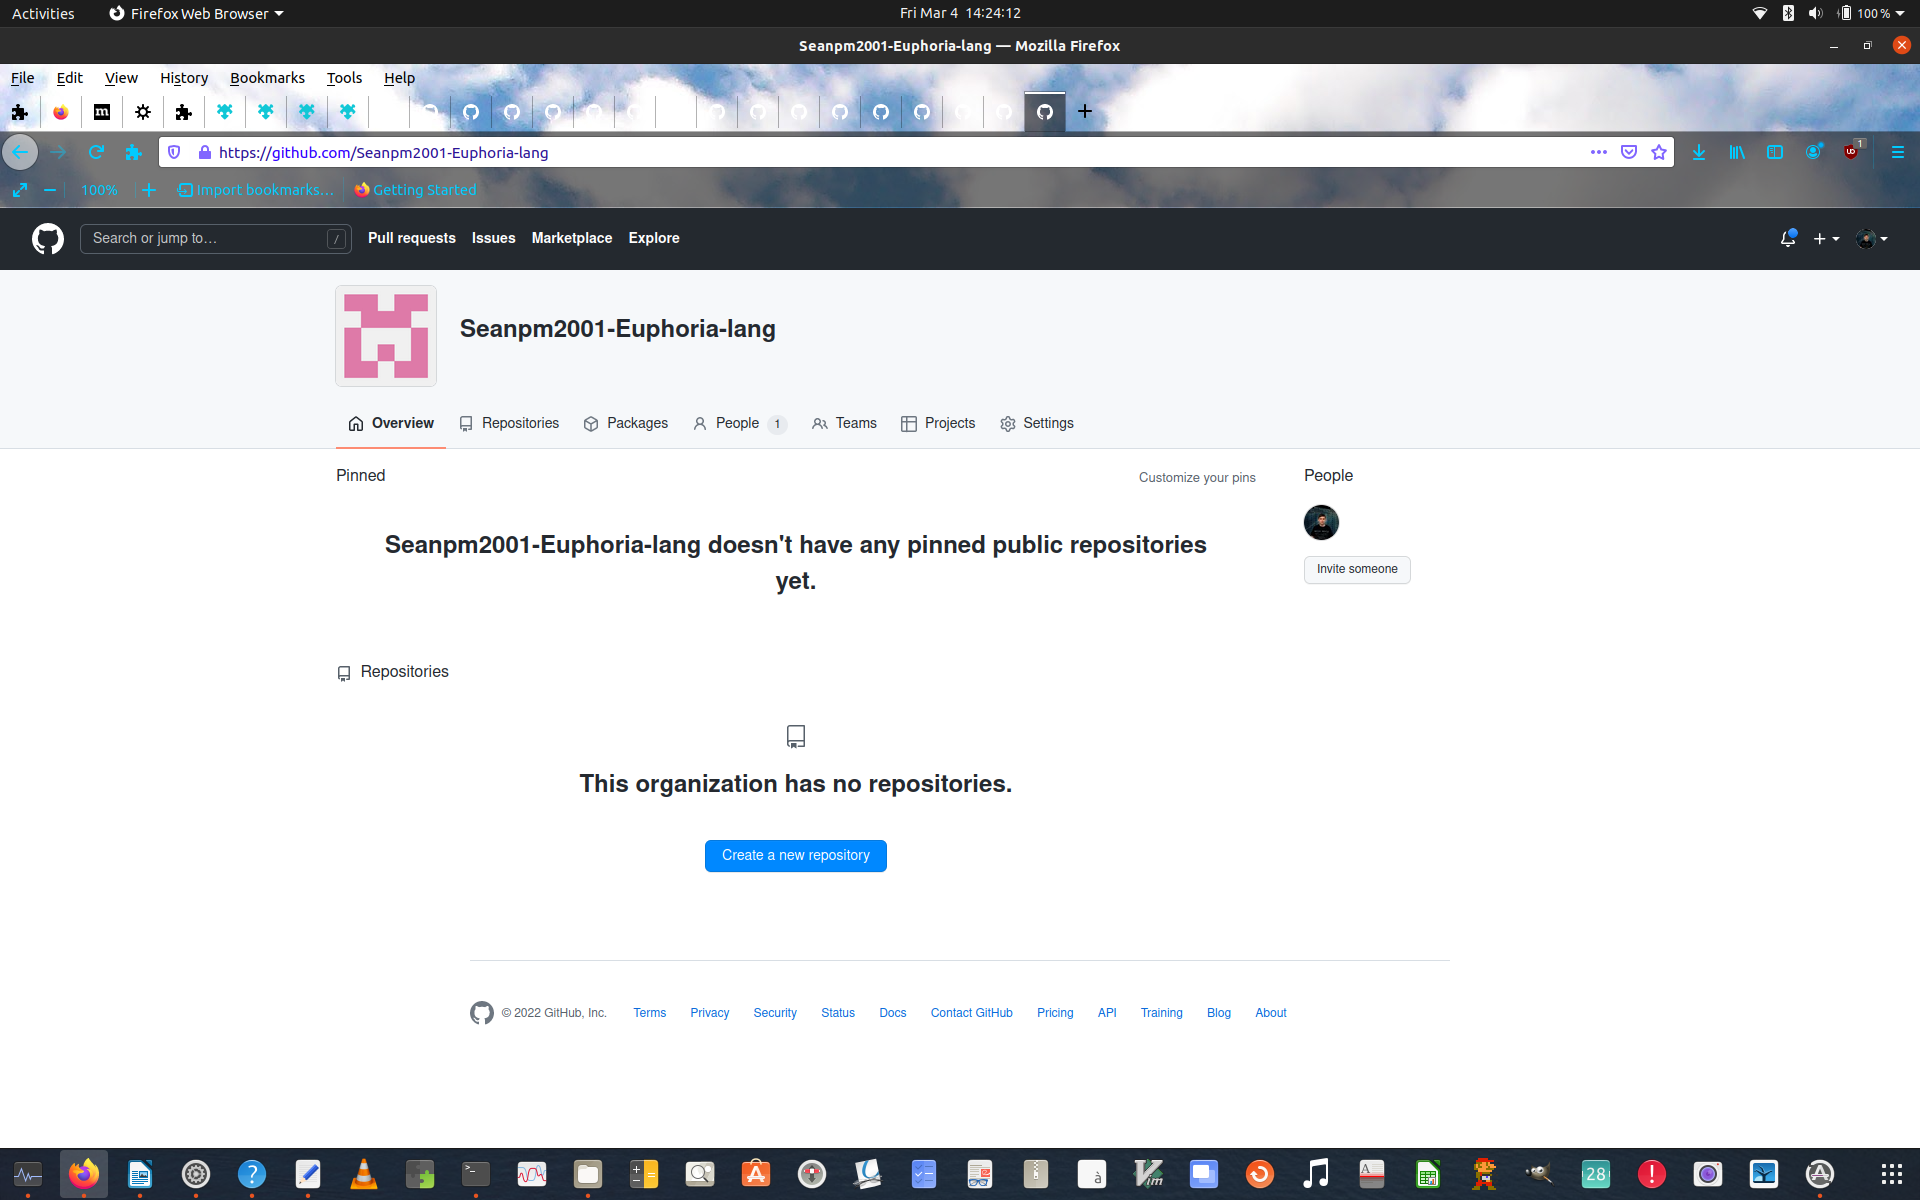 Activities
Firefox Web Browser
Fri Mar 4 14:24:12
100 %
Seanpm2001-Euphoria-lang — Mozilla Firefox
File Edit View History Bookmarks Tools Help
m
https://github.com/Seanpm2001-Euphoria-lang
1
100%
Import bookmarks…
Getting Started
Search or jump to…
/
Pull requests Issues Marketplace Explore
Seanpm2001-Euphoria-lang
Overview Repositories Packages People 1 Teams Projects Settings
Pinned
Customize your pins
People
Seanpm2001-Euphoria-lang doesn't have any pinned public repositories
yet.
Invite someone
Repositories
This organization has no repositories.
Create a new repository
© 2022 GitHub, Inc. Terms Privacy Security Status Docs Contact GitHub Pricing API Training Blog About
?
>_
à
Vim
A
28
!